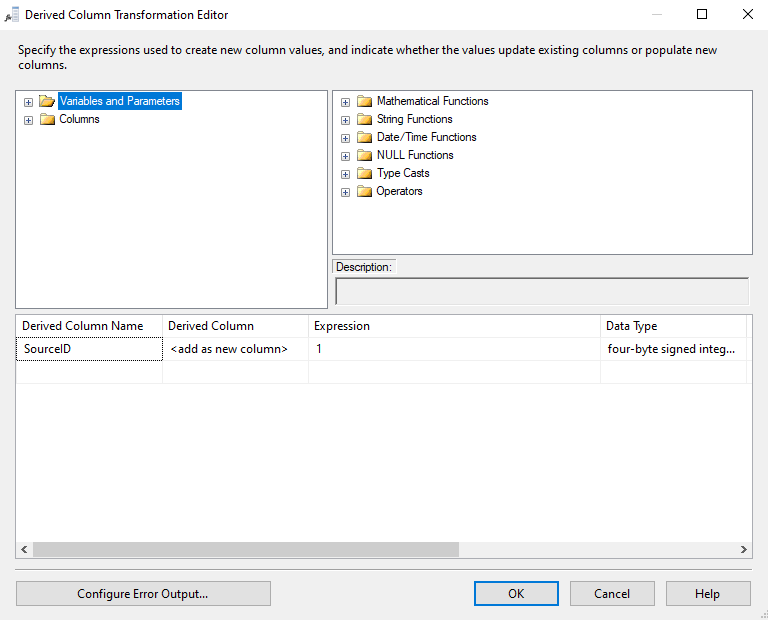 Derived Column Transformation Editor
Specify the expressions used to create new column values, and indicate whether the values update existing columns or populate new
columns.
Variables and Parameters
Columns
Mathematical Functions
String Functions
Date/Time Functions
NULL Functions
Type Casts
Operators
Description:
Derived Column Name Derived Column Expression Data Type
SourceID <add as new column> 1 four-byte signed integ...
Configure Error Output... OK Cancel Help